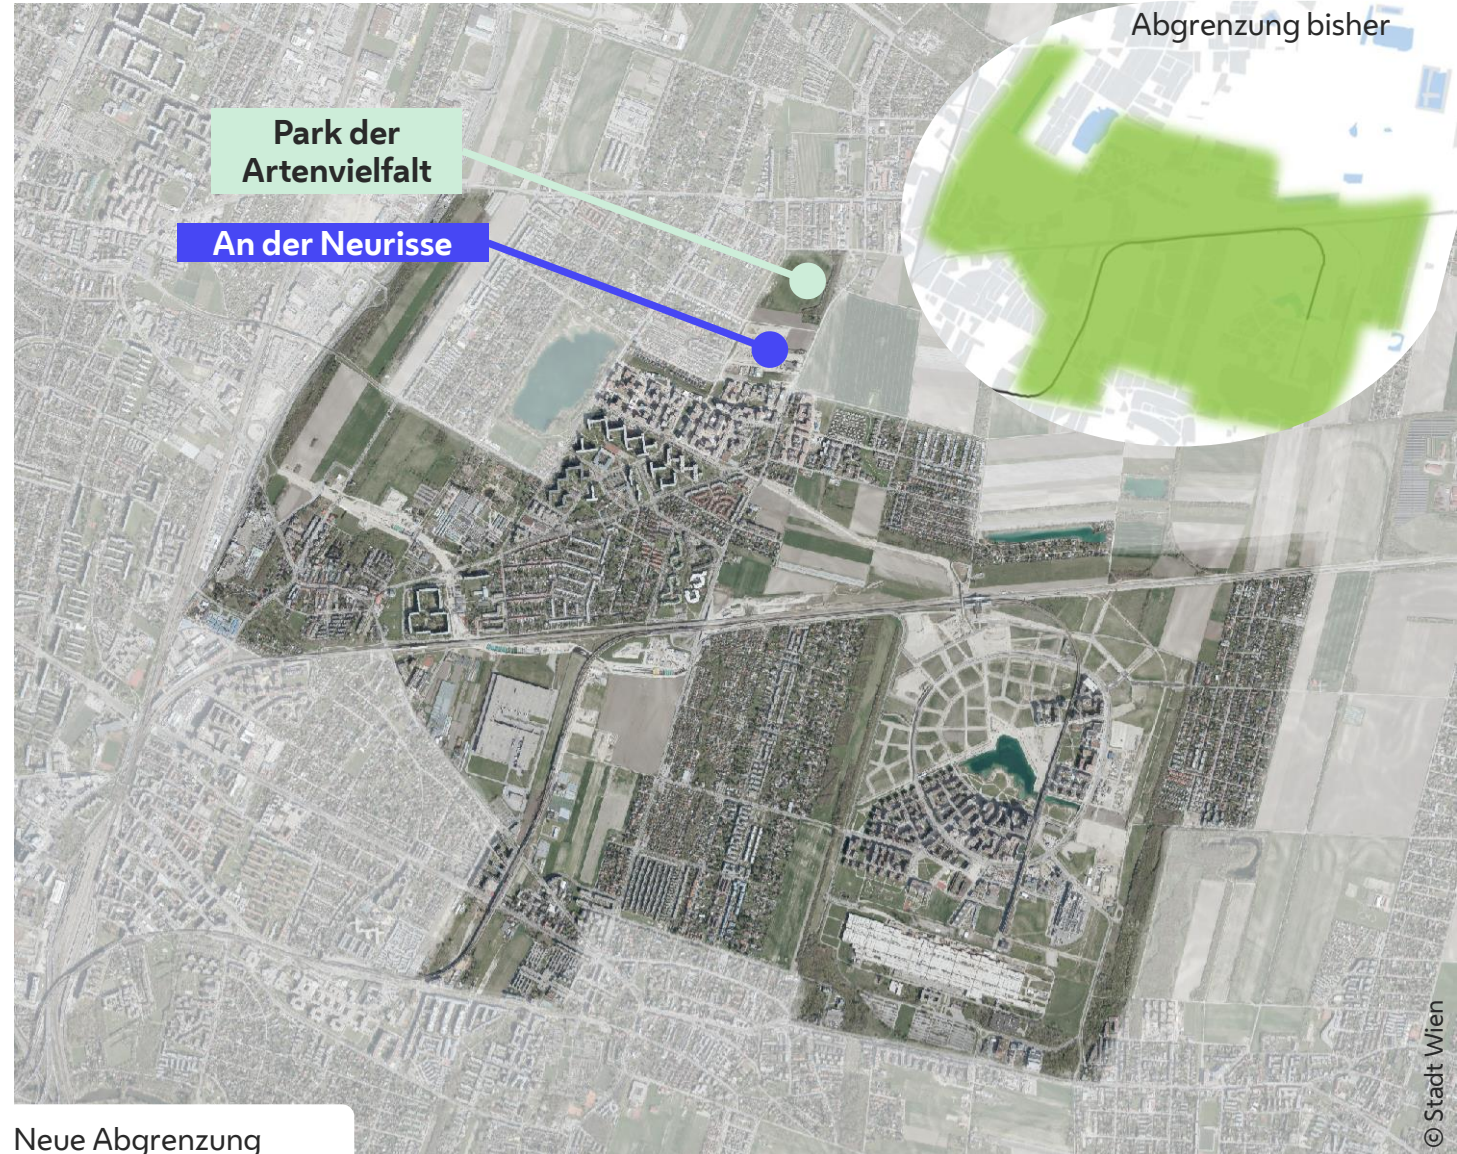 Abgrenzung bisher
Park der
Artenvielfalt
An der Neurisse
Neue Abgrenzung
© Stadt Wien